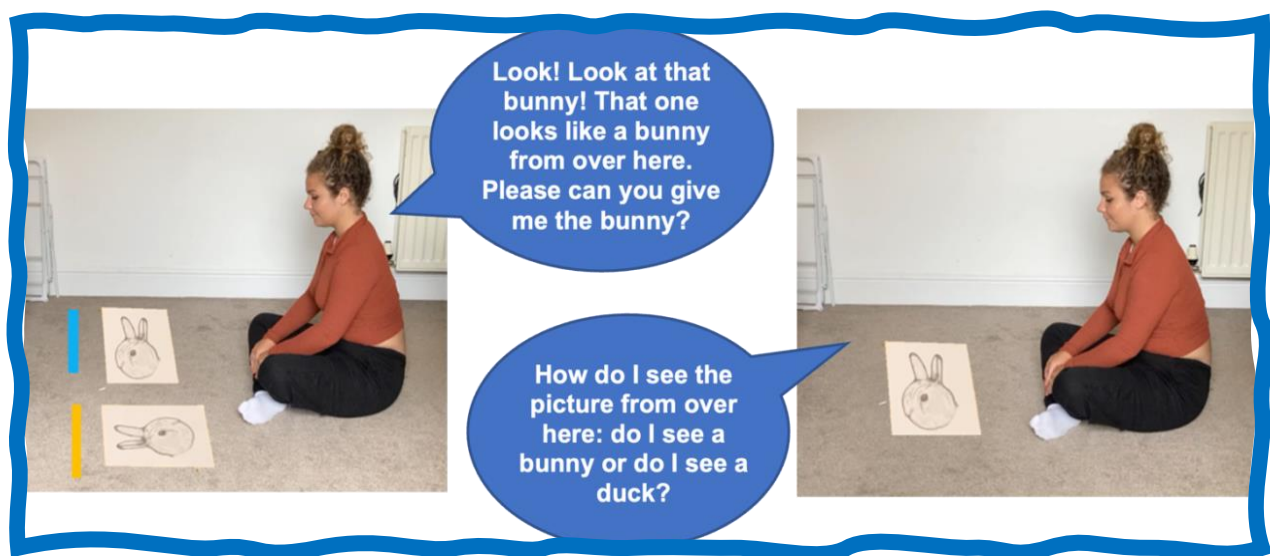 Look! Look at that
bunny! That one
looks like a bunny
from over here.
Please can you give
me the bunny?
How do I see the
picture from over
here: do I see a
bunny or do I see a
duck?